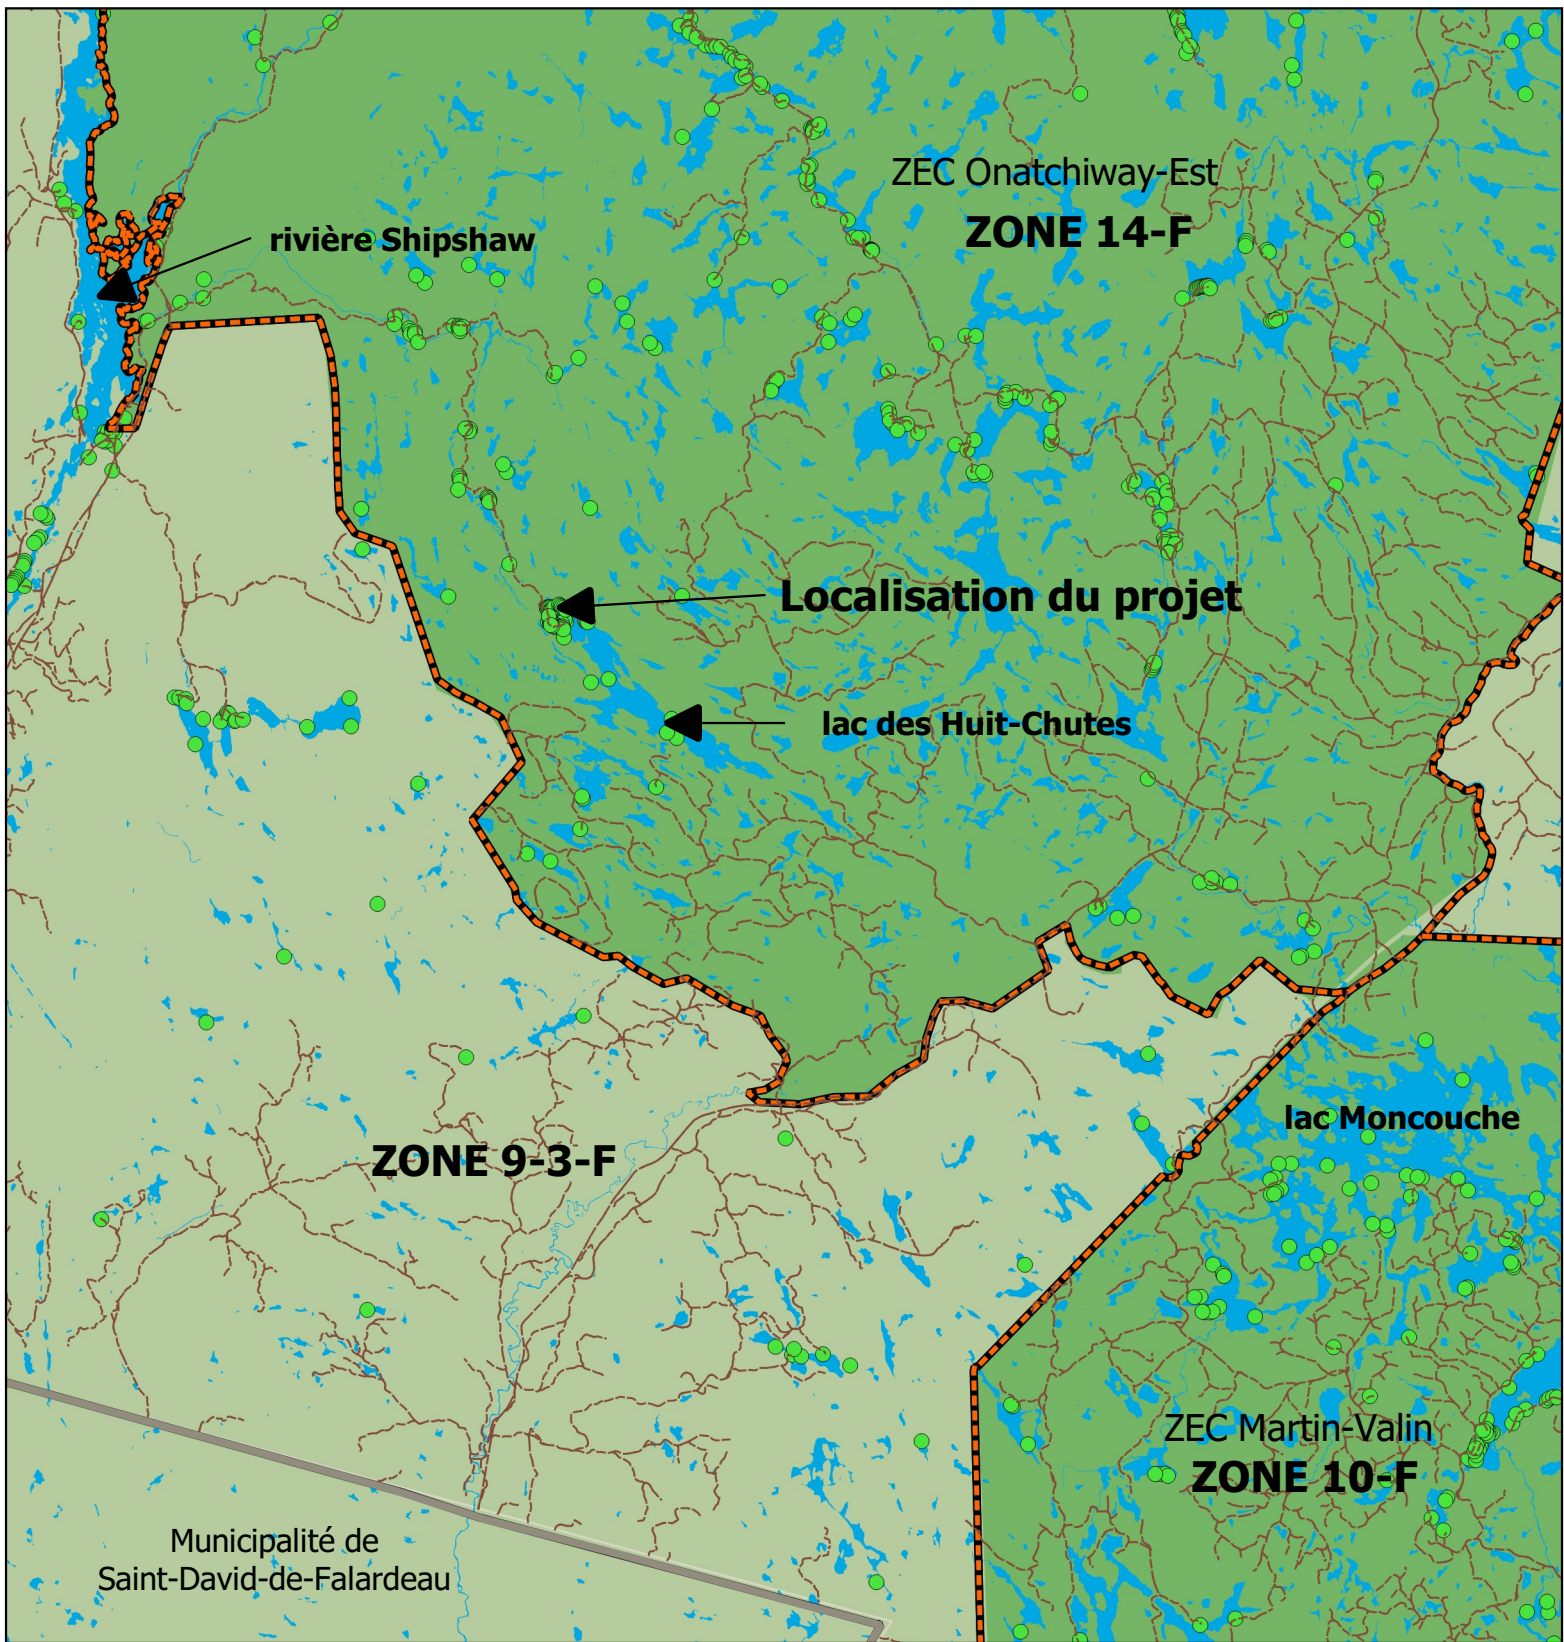 ZEC Onatchiway-Est
ZONE 14-F
rivière Shipshaw
Localisation du projet
lac des Huit-Chutes
lac Moncouche
ZONE 9-3-F
ZEC Martin-Valin
ZONE 10-F
Municipalité de
Saint-David-de-Falardeau